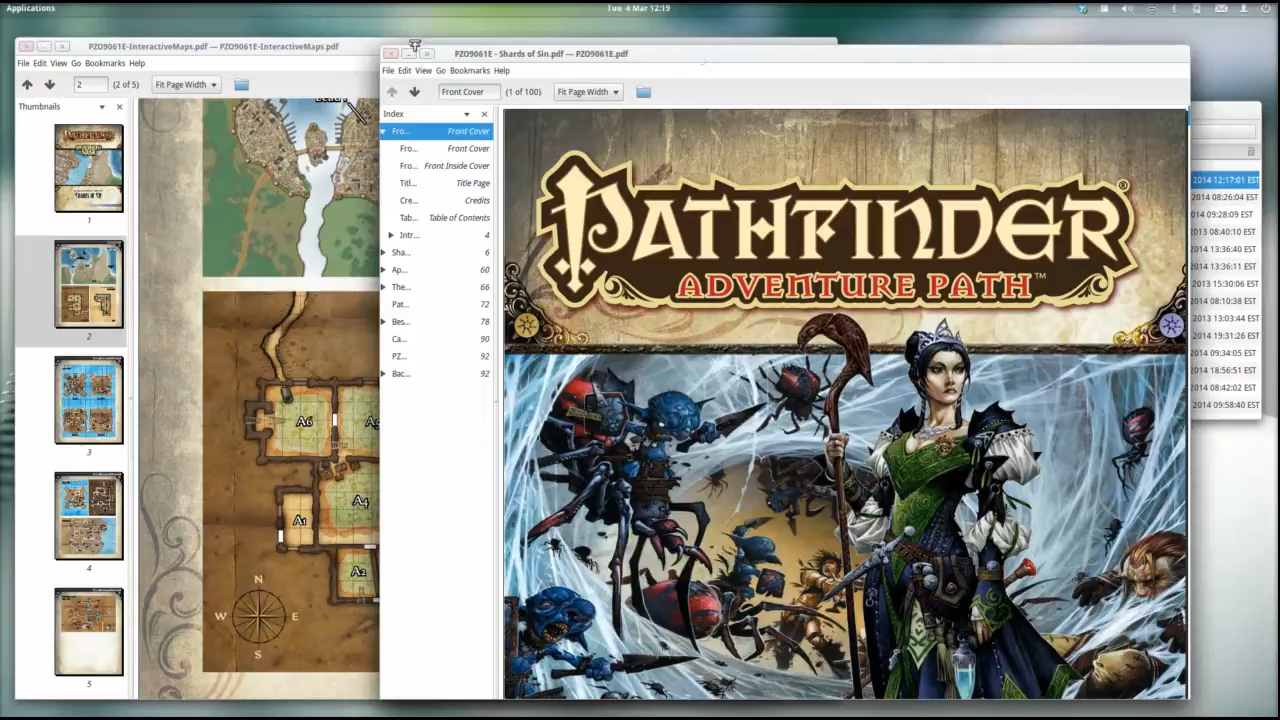 Applications
Tue 4 Mar 12:19
PZO9061E-InteractiveMaps.pdf — PZO9061E-InteractiveMaps.pdf
File Edit View Go Bookmarks Help
2 (2 of 5) Fit Page Width
Thumbnails
1
2
3
4
5
A6
A4
A1
A2
N
W E
S
PZO9061E - Shards of Sin.pdf — PZO9061E.pdf
File Edit View Go Bookmarks Help
Front Cover (1 of 100) Fit Page Width
Index
Fro... Front Cover
Fro... Front Cover
Fro... Front Inside Cover
Titl... Title Page
Cre... Credits
Tab... Table of Contents
Intr... 4
Sha... 6
Ap... 60
The... 66
Pat... 72
Bes... 78
Ca... 90
PZ... 92
Bac... 92
PATHFINDER®
ADVENTURE PATH™
2014 12:17:01 EST
2014 08:26:04 EST
014 09:28:09 EST
2013 08:40:10 EST
2014 13:36:40 EST
2014 13:36:11 EST
2013 15:30:06 EST
2014 08:10:38 EST
2013 13:03:44 EST
2014 19:31:26 EST
2014 09:34:05 EST
2014 18:56:51 EST
2014 08:42:02 EST
2014 09:58:40 EST